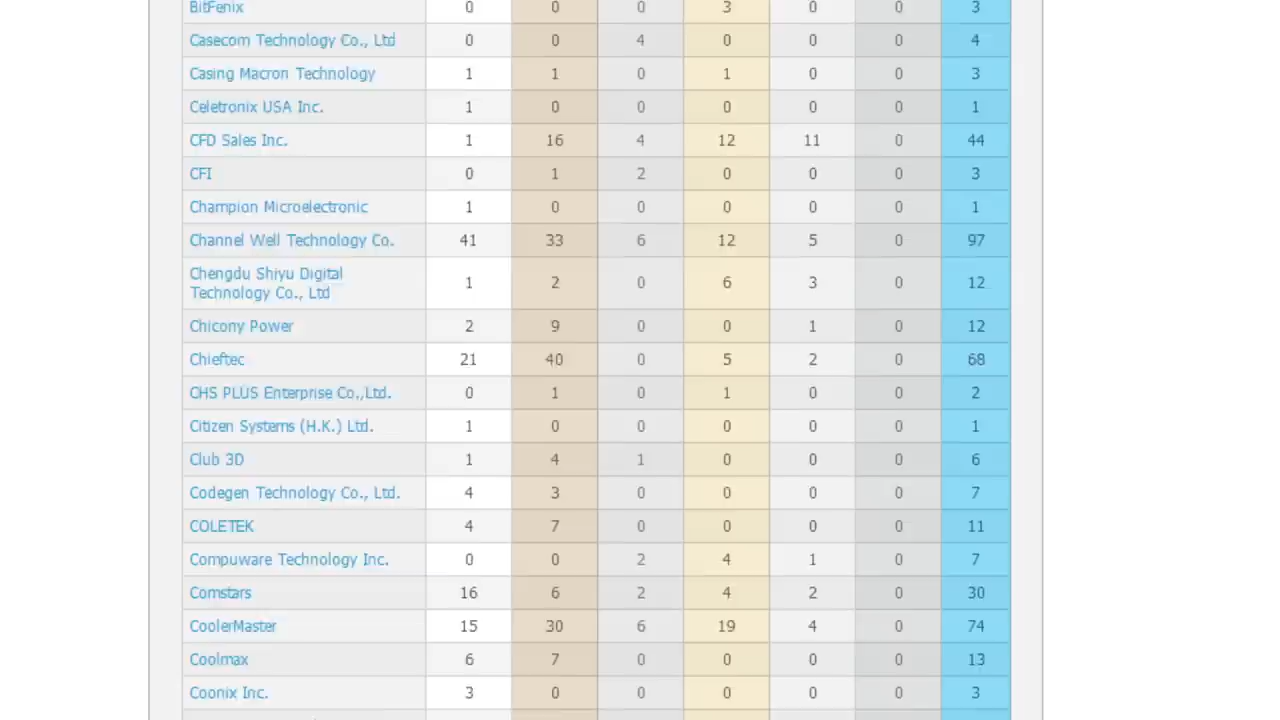 BitFenix 0 0 0 3 0 0 3
Casecom Technology Co., Ltd 0 0 4 0 0 0 4
Casing Macron Technology 1 1 0 1 0 0 3
Celetronix USA Inc. 1 0 0 0 0 0 1
CFD Sales Inc. 1 16 4 12 11 0 44
CFI 0 1 2 0 0 0 3
Champion Microelectronic 1 0 0 0 0 0 1
Channel Well Technology Co. 41 33 6 12 5 0 97
Chengdu Shiyu Digital
Technology Co., Ltd 1 2 0 6 3 0 12
Chicony Power 2 9 0 0 1 0 12
Chieftec 21 40 0 5 2 0 68
CHS PLUS Enterprise Co.,Ltd. 0 1 0 1 0 0 2
Citizen Systems (H.K.) Ltd. 1 0 0 0 0 0 1
Club 3D 1 4 1 0 0 0 6
Codegen Technology Co., Ltd. 4 3 0 0 0 0 7
COLETEK 4 7 0 0 0 0 11
Compuware Technology Inc. 0 0 2 4 1 0 7
Comstars 16 6 2 4 2 0 30
CoolerMaster 15 30 6 19 4 0 74
Coolmax 6 7 0 0 0 0 13
Coonix Inc. 3 0 0 0 0 0 3